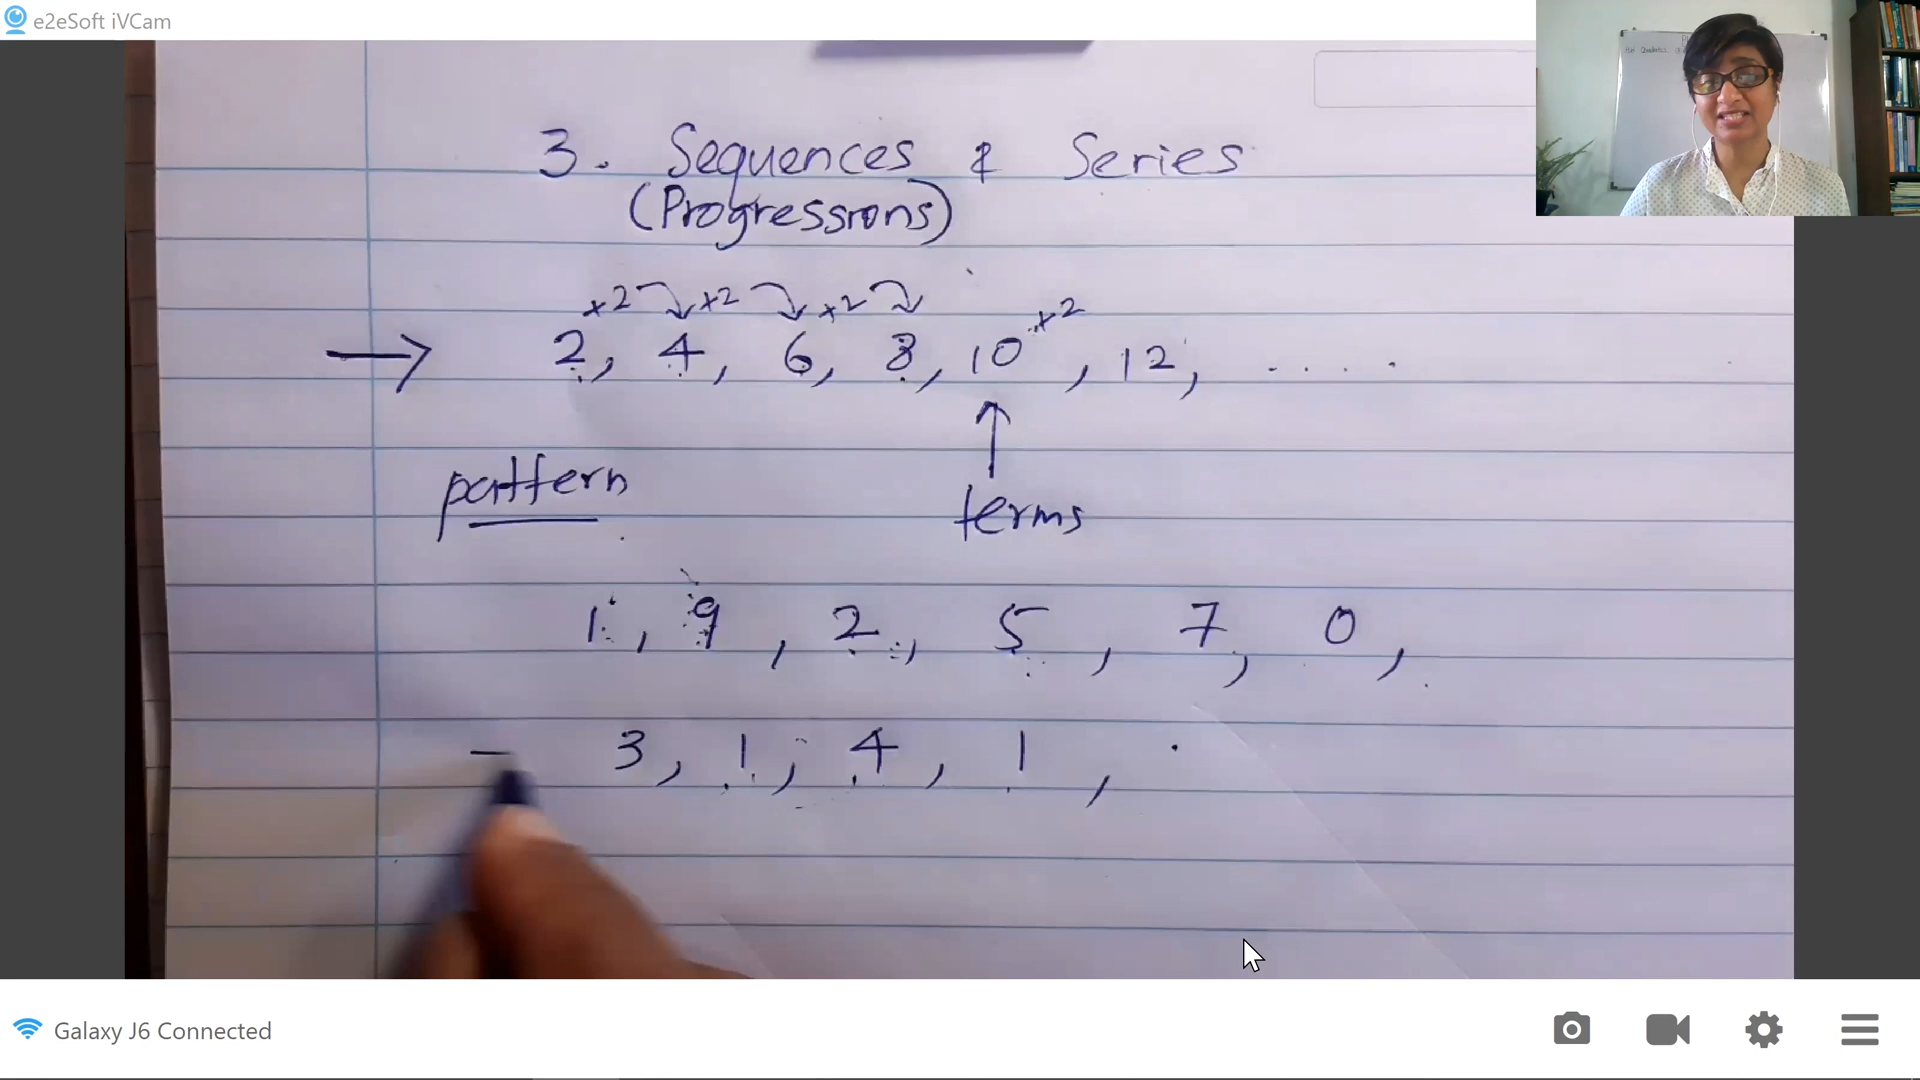 e2eSoft iVCam
3. Sequences & Series
(Progressions)
+2 +2 +2 +2
2, 4, 6, 8, 10, 12, . . . .
pattern
terms
1, 9, 2, 5, 7, 0,
- 3, 1, 4, 1,
Galaxy J6 Connected